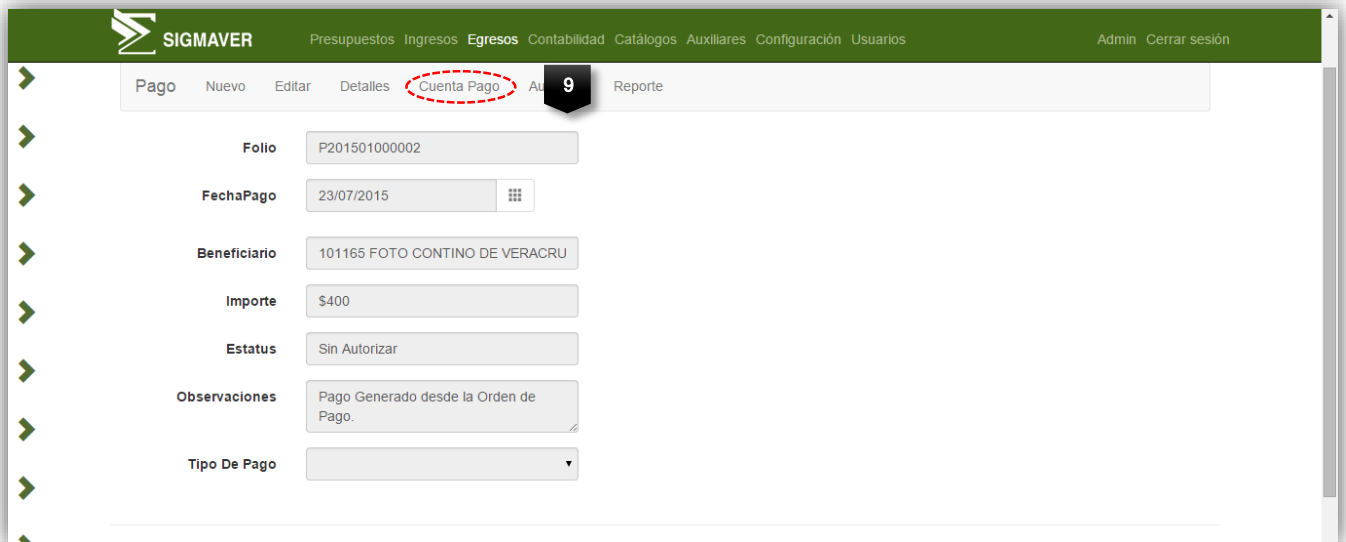 SIGMAVER Presupuestos Ingresos Egresos Contabilidad Catálogos Auxiliares Configuración Usuarios Admin Cerrar sesión
Pago Nuevo Editar Detalles Cuenta Pago Au 9 Reporte
Folio P201501000002
FechaPago 23/07/2015
Beneficiario 101165 FOTO CONTINO DE VERACRU
Importe $400
Estatus Sin Autorizar
Observaciones Pago Generado desde la Orden de
Pago.
Tipo De Pago